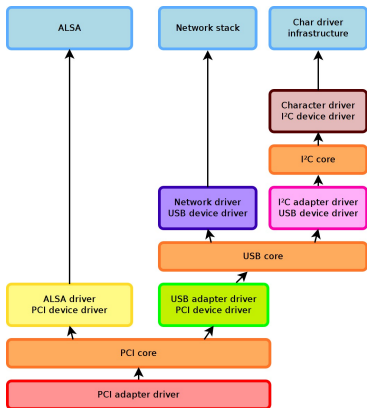 ALSA
Network stack
Char driver
infrastructure
Character driver
I²C device driver
I²C core
Network driver
USB device driver
I²C adapter driver
USB device driver
USB core
ALSA driver
PCI device driver
USB adapter driver
PCI device driver
PCI core
PCI adapter driver